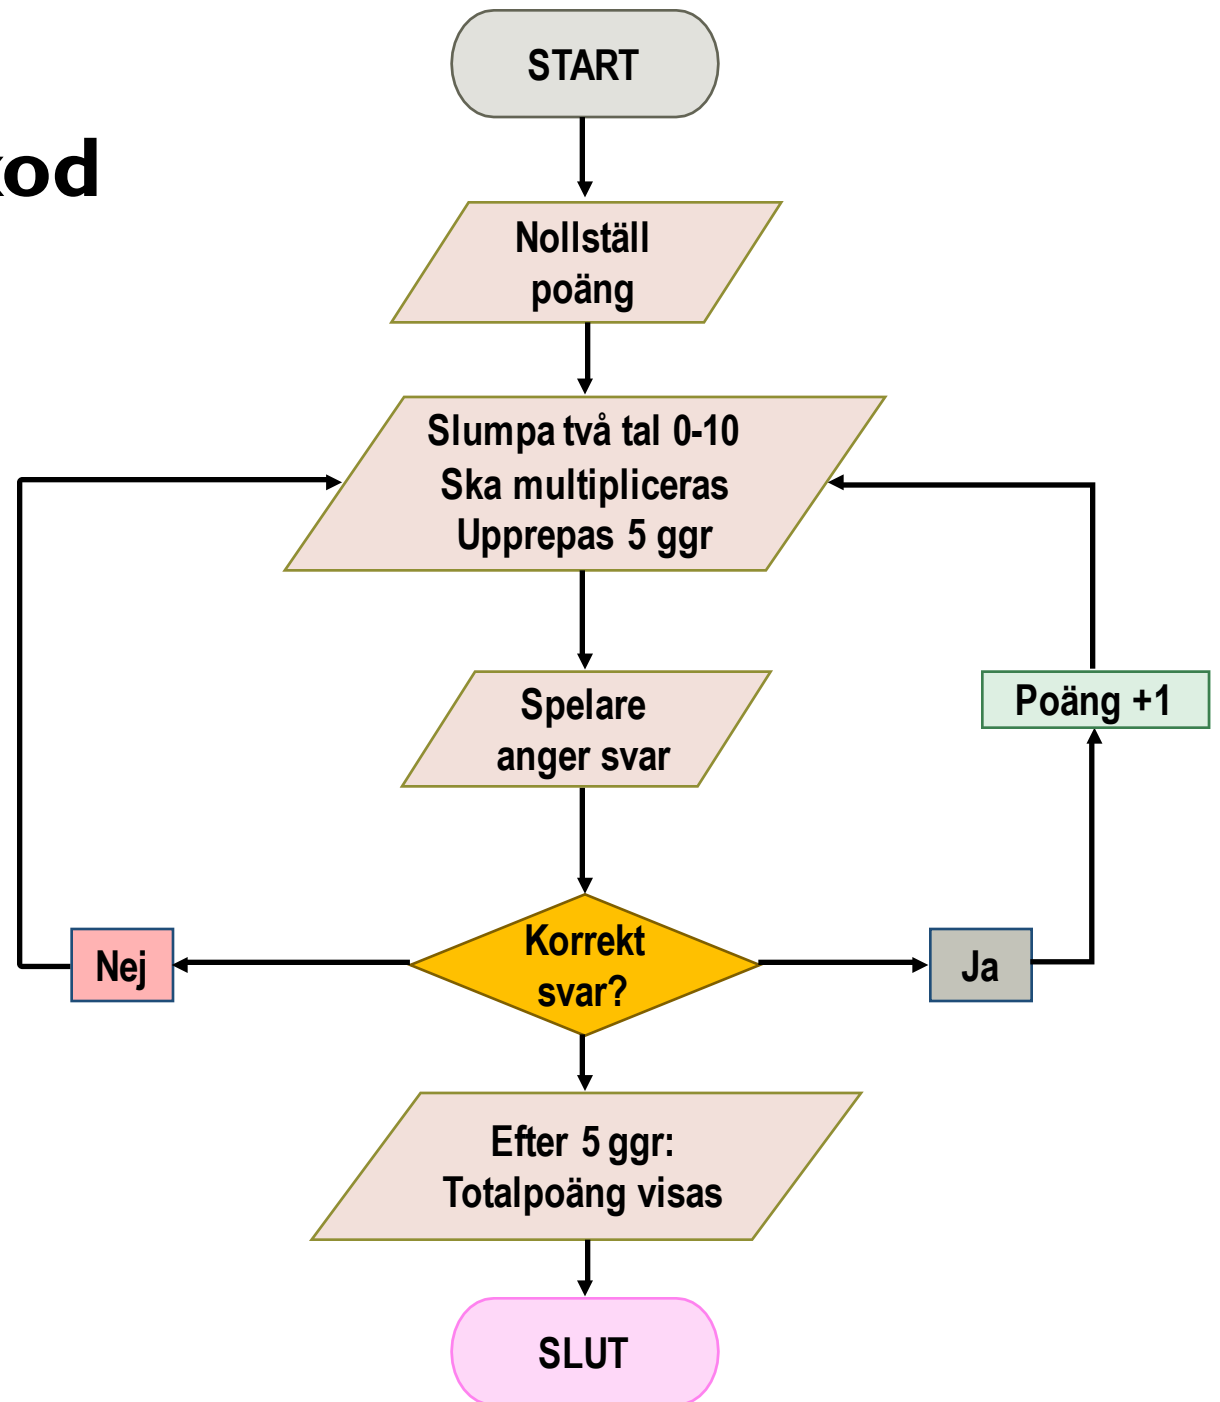 START
kod
Nollställ
poäng
Slumpa två tal 0-10
Ska multipliceras
Upprepas 5 ggr
Spelare
anger svar
Poäng +1
Korrekt
svar?
Nej
Ja
Efter 5 ggr:
Totalpoäng visas
SLUT